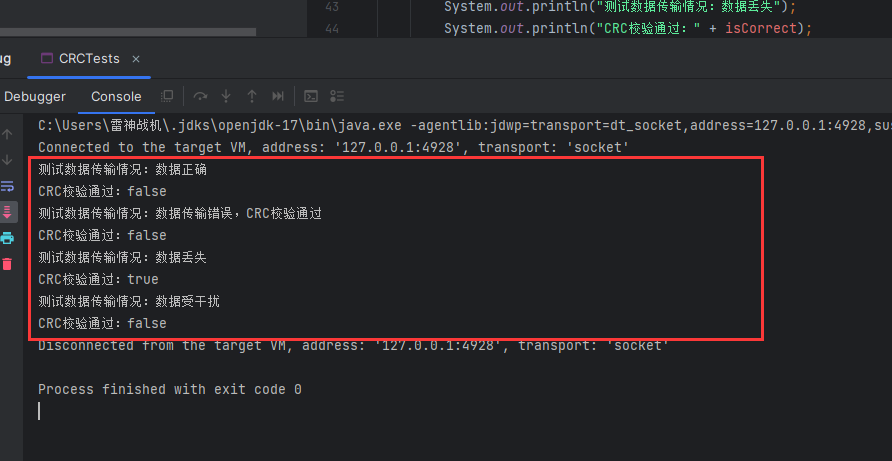 43 System.out.println("测试数据传输情况：数据丢失");
44 System.out.println("CRC校验通过：" + isCorrect);
ug CRCTests ×
Debugger Console
C:\Users\雷神战机\.jdks\openjdk-17\bin\java.exe -agentlib:jdwp=transport=dt_socket,address=127.0.0.1:4928,sus
Connected to the target VM, address: '127.0.0.1:4928', transport: 'socket'
测试数据传输情况：数据正确
CRC校验通过：false
测试数据传输情况：数据传输错误，CRC校验通过
CRC校验通过：false
测试数据传输情况：数据丢失
CRC校验通过：true
测试数据传输情况：数据受干扰
CRC校验通过：false
Disconnected from the target VM, address: '127.0.0.1:4928', transport: 'socket'
Process finished with exit code 0